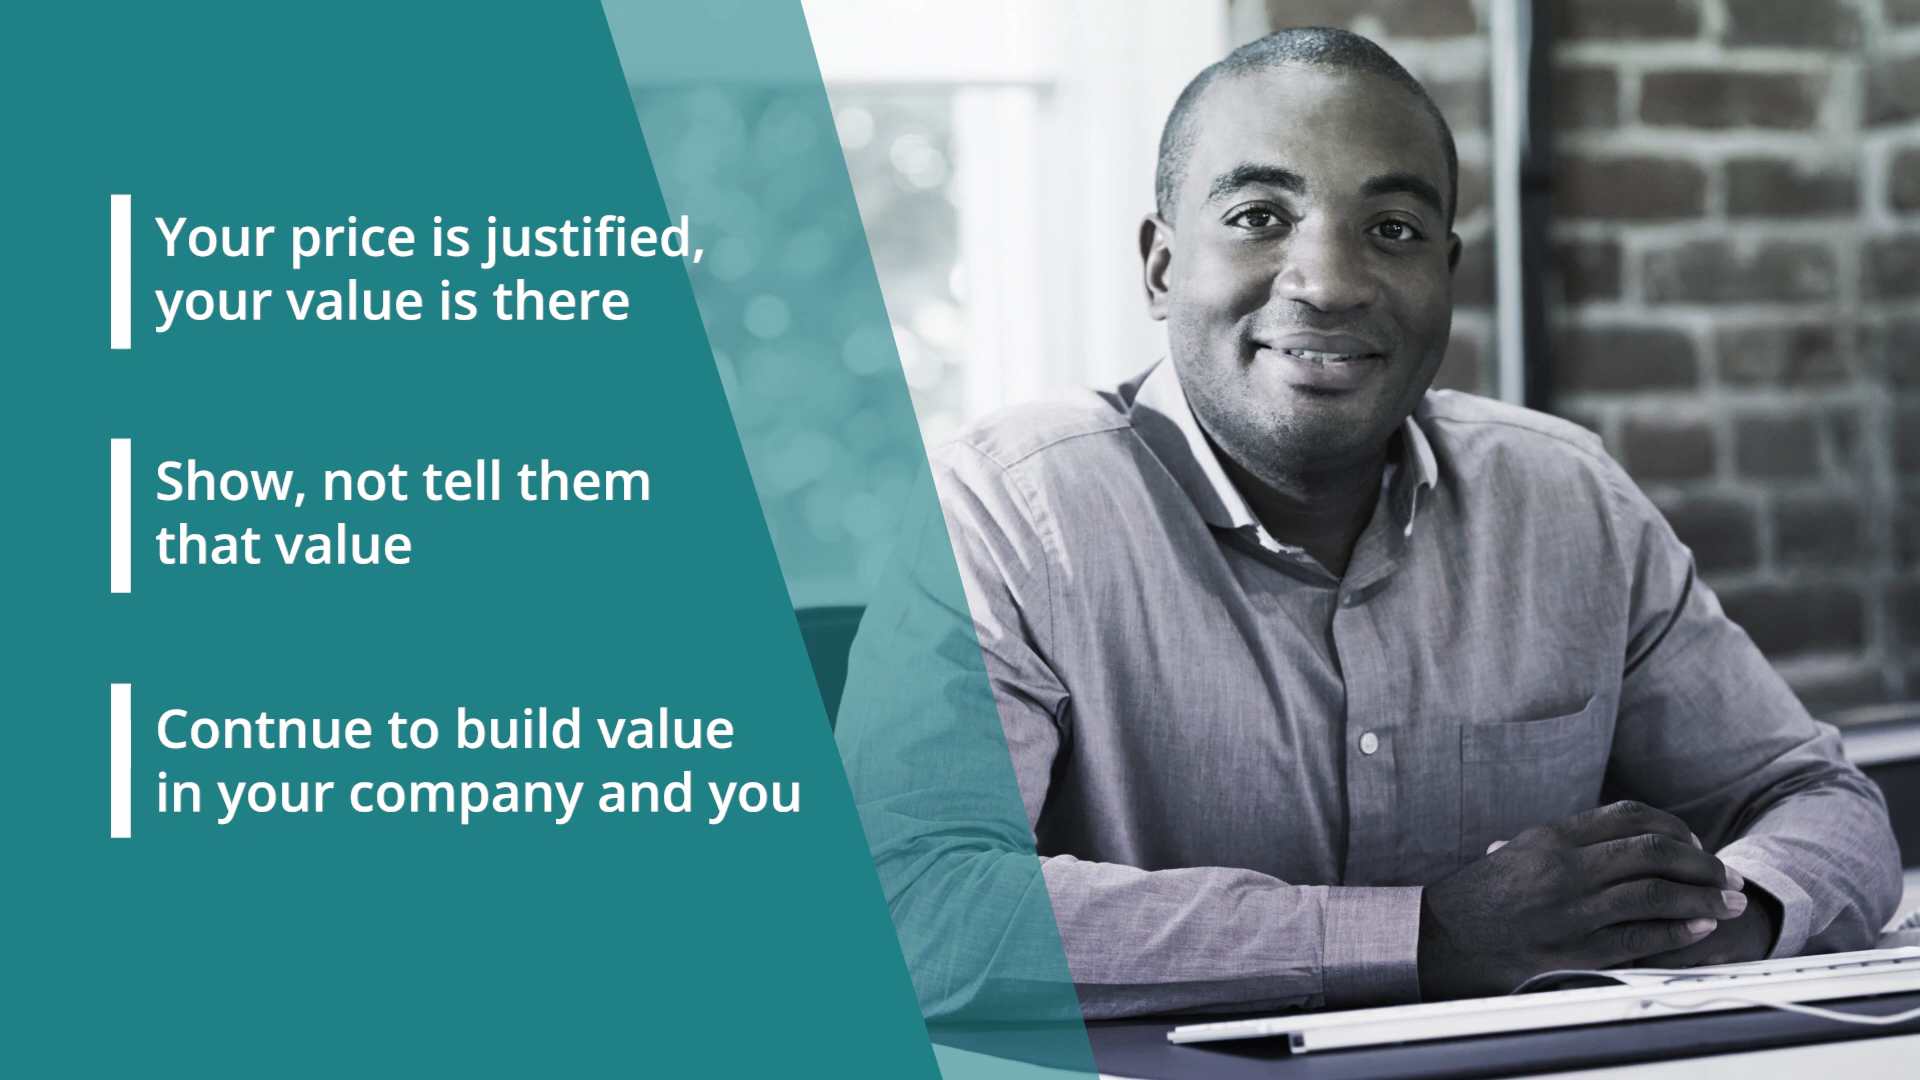 Your price is justified,
your value is there
Show, not tell them
that value
Contnue to build value
in your company and you